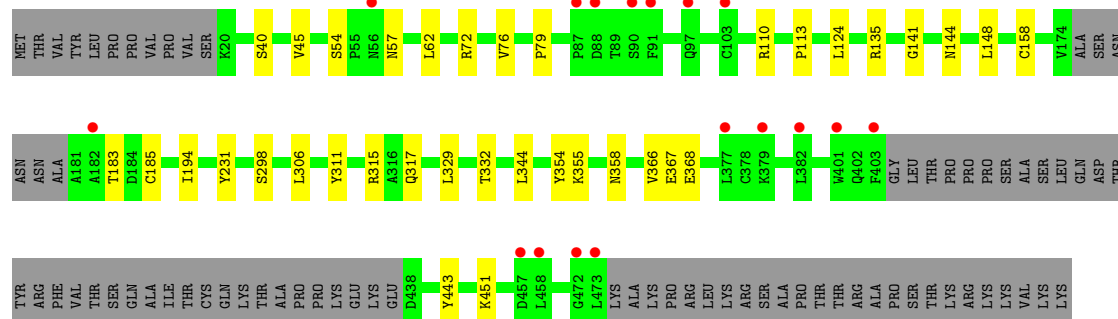 MET THR VAL TYR LEU PRO PRO VAL PRO VAL SER K20 S40 V45 S54 P55 N56 N57 L62 R72 V76 P79 P87 D88 T89 S90 F91 Q97 C103 R110 P113 L124 R135 G141 N144 L148 C158 V174 ALA SER ASN
ASN ASN ALA A181 A182 T183 D184 C185 I194 Y231 S298 L306 Y311 R315 A316 Q317 L329 T332 L344 Y354 K355 N358 V366 E367 E368 L377 C378 K379 L382 W401 Q402 F403 GLY LEU THR PRO PRO PRO SER ALA SER LEU GLN ASP THR
TYR ARG PHE VAL THR SER GLN ALA ILE THR CYS GLN LYS THR ALA PRO PRO LYS GLU LYS GLU D438 Y443 K451 D457 L458 G472 L473 LYS ALA LYS PRO ARG LEU LYS ARG SER ALA PRO THR THR ARG ALA PRO SER THR LYS ARG LYS LYS VAL LYS LYS